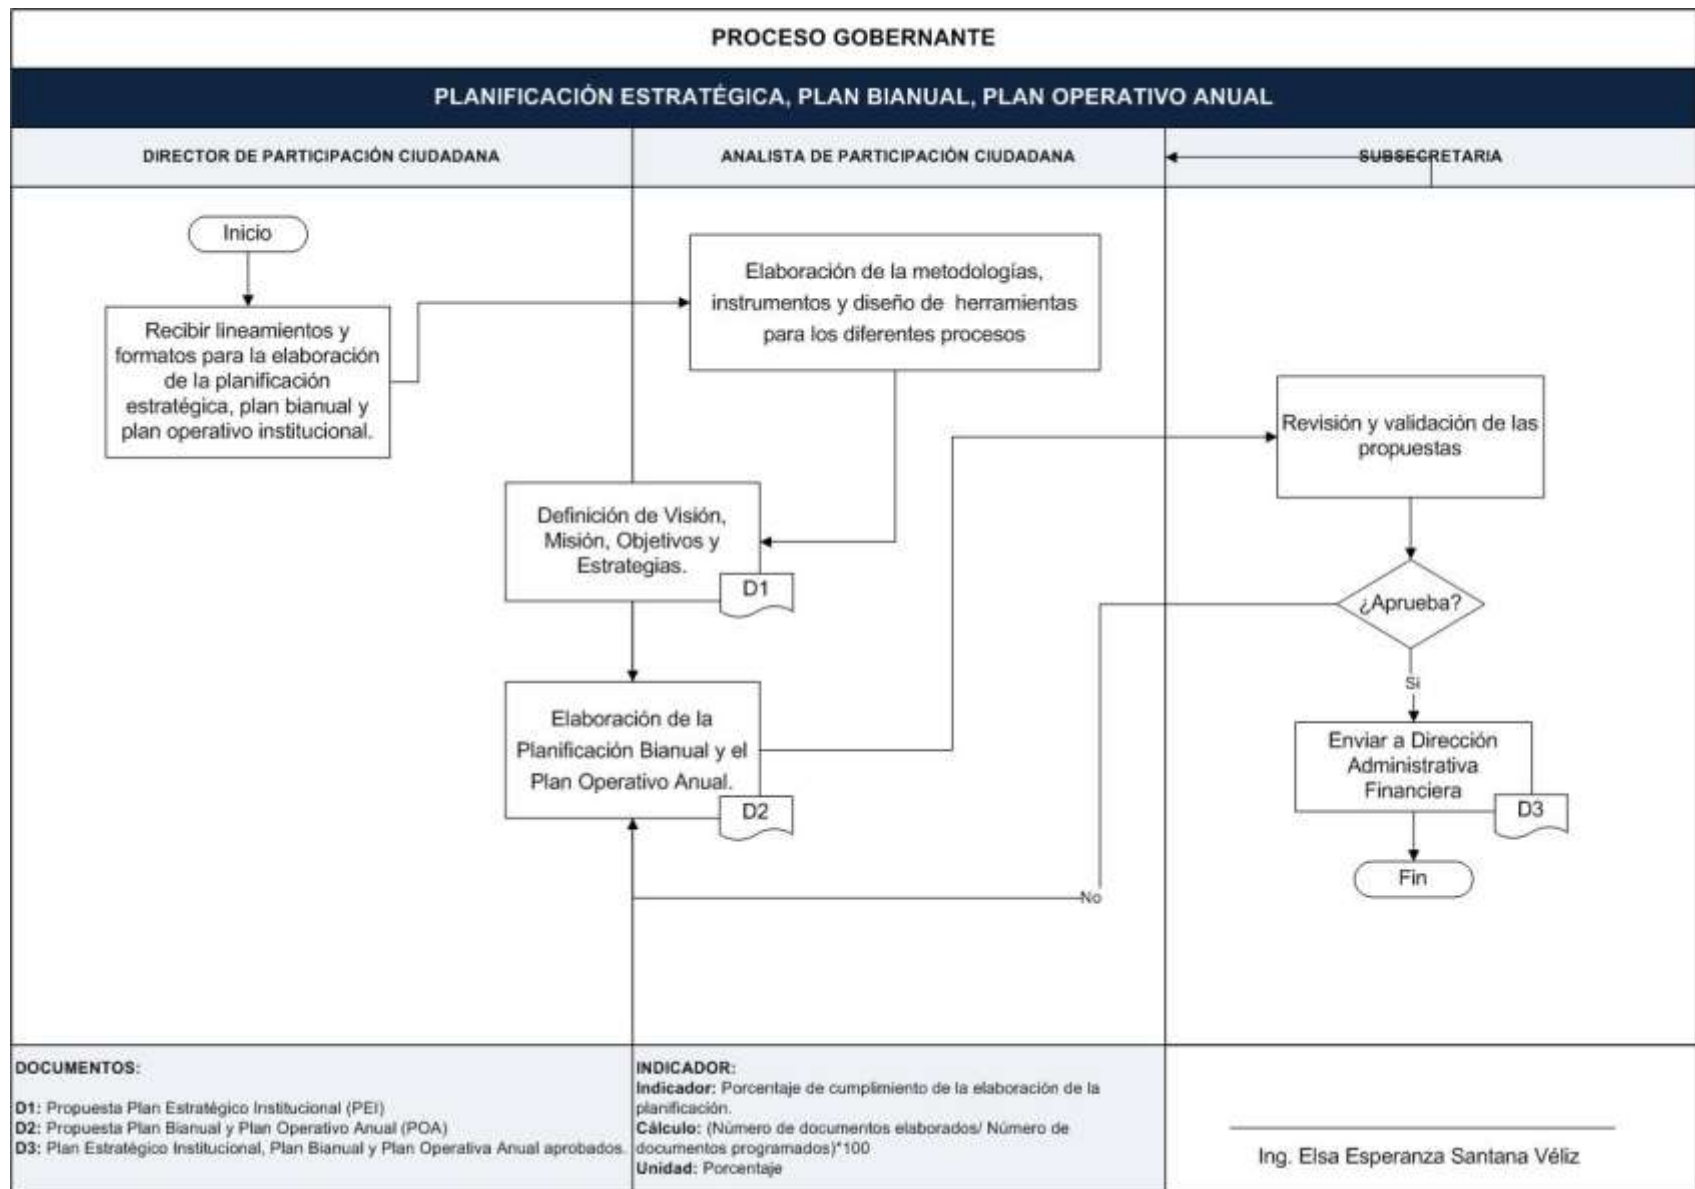 PROCESO GOBERNANTE
PLANIFICACIÓN ESTRATÉGICA, PLAN BIANUAL, PLAN OPERATIVO ANUAL
DIRECTOR DE PARTICIPACIÓN CIUDADANA
ANALISTA DE PARTICIPACIÓN CIUDADANA
SUBSECRETARIA
Inicio
Recibir lineamientos y
formatos para la elaboración
de la planificación
estratégica, plan bianual y
plan operativo institucional.
Elaboración de la metodologías,
instrumentos y diseño de herramientas
para los diferentes procesos
Definición de Visión,
Misión, Objetivos y
Estrategias.
D1
Elaboración de la
Planificación Bianual y el
Plan Operativo Anual.
D2
Revisión y validación de las
propuestas
¿Aprueba?
Si
No
Enviar a Dirección
Administrativa
Financiera
D3
Fin
DOCUMENTOS:
D1: Propuesta Plan Estratégico Institucional (PEI)
D2: Propuesta Plan Bianual y Plan Operativo Anual (POA)
D3: Plan Estratégico Institucional, Plan Bianual y Plan Operativa Anual aprobados.
INDICADOR:
Indicador: Porcentaje de cumplimiento de la elaboración de la
planificación.
Cálculo: (Número de documentos elaborados/ Número de
documentos programados)*100
Unidad: Porcentaje
Ing. Elsa Esperanza Santana Véliz